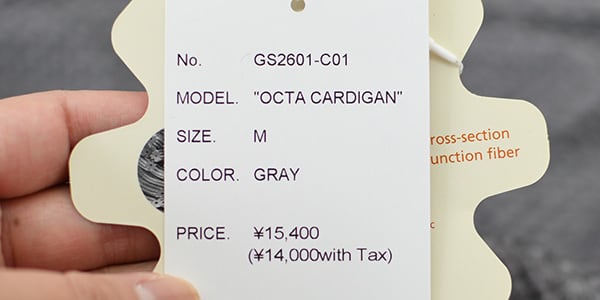 No. GS2601-C01
MODEL. "OCTA CARDIGAN"
SIZE. M
COLOR. GRAY
PRICE. ¥15,400
(¥14,000with Tax)
ross-section
unction fiber
c